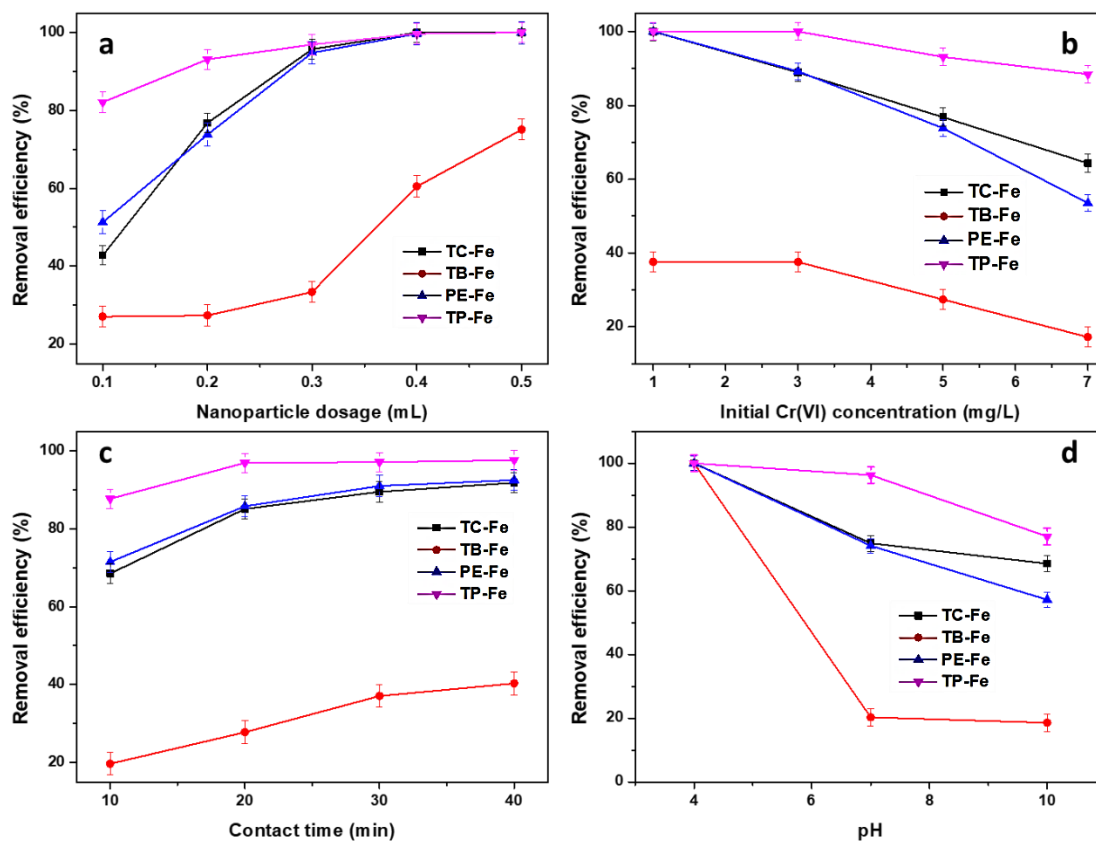 a
Removal efficiency (%)
100
80
60
40
20
TC-Fe
TB-Fe
PE-Fe
TP-Fe
0.1 0.2 0.3 0.4 0.5
Nanoparticle dosage (mL)
b
Removal efficiency (%)
100
80
60
40
20
TC-Fe
TB-Fe
PE-Fe
TP-Fe
1 2 3 4 5 6 7
Initial Cr(VI) concentration (mg/L)
c
Removal efficiency (%)
100
80
60
40
20
TC-Fe
TB-Fe
PE-Fe
TP-Fe
10 20 30 40
Contact time (min)
d
Removal efficiency (%)
100
80
60
40
20
0
TC-Fe
TB-Fe
PE-Fe
TP-Fe
4 6 8 10
pH